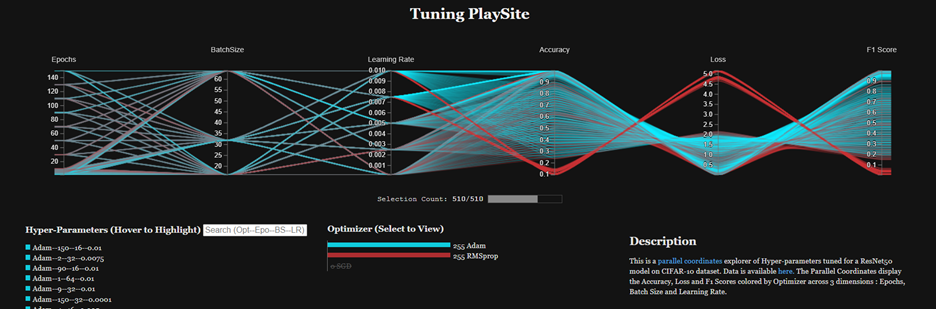 Tuning PlaySite
Epochs
BatchSize
Learning Rate
Accuracy
Loss
F1 Score
140
120
100
80
60
40
20
60
55
50
45
40
35
30
25
20
0.010
0.009
0.008
0.007
0.006
0.005
0.004
0.003
0.002
0.001
0.9
0.8
0.7
0.6
0.5
0.4
0.3
0.2
0.1
5.0
4.5
4.0
3.5
3.0
2.5
2.0
1.5
1.0
0.5
0.9
0.8
0.7
0.6
0.5
0.4
0.3
0.2
0.1
Selection Count: 510/510
Hyper-Parameters (Hover to Highlight) Search (Opt--Epo--BS--LR)
Adam--150--16--0.01
Adam--2--32--0.0075
Adam--90--16--0.01
Adam--1--64--0.01
Adam--9--32--0.01
Adam--150--32--0.0001
Optimizer (Select to View)
255 Adam
255 RMSprop
0 SGD
Description
This is a parallel coordinates explorer of Hyper-parameters tuned for a ResNet50
model on CIFAR-10 dataset. Data is available here. The Parallel Coordinates display
the Accuracy, Loss and F1 Scores colored by Optimizer across 3 dimensions : Epochs,
Batch Size and Learning Rate.